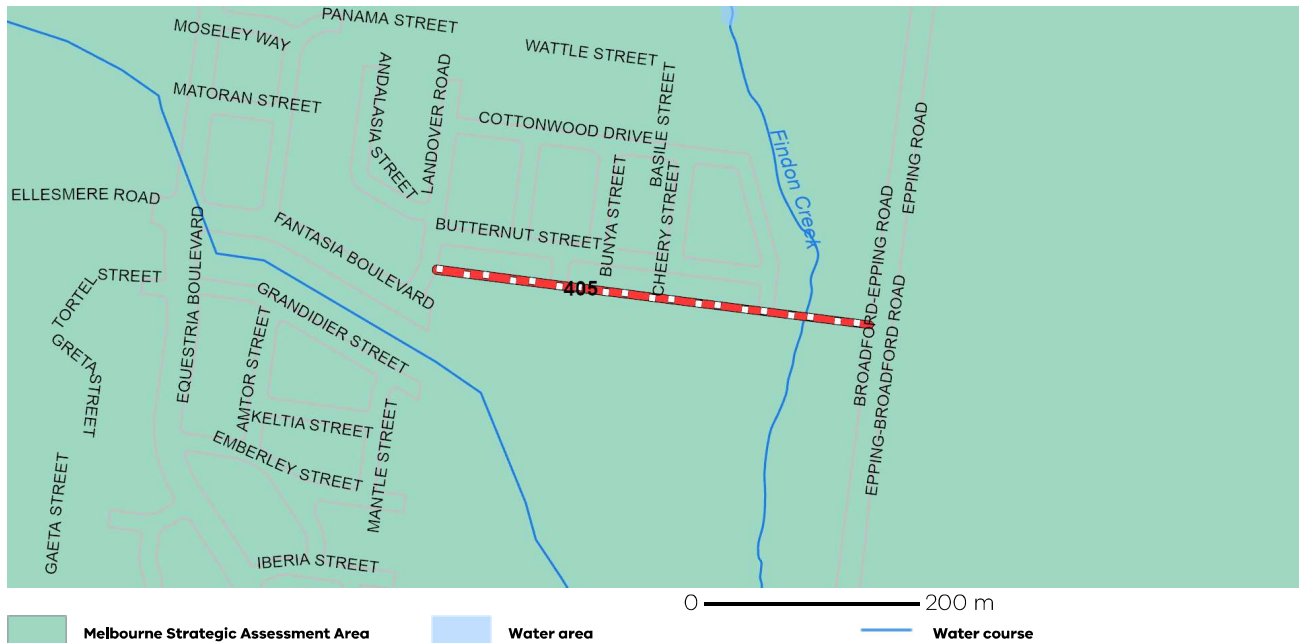 PANAMA STREET
MOSELEY WAY
WATTLE STREET
ANDALASIA STREET
LANDOVER ROAD
BASILE STREET
MATORAN STREET
COTTONWOOD DRIVE
EPPING ROAD
Findon Creek
ELLESMERE ROAD
BUNYA STREET
CHEERY STREET
BROADFORD-EPPING ROAD
EQUESTRIA BOULEVARD
FANTASIA BOULEVARD
BUTTERNUT STREET
TORTEL STREET
405
GRANDIDIER STREET
EPPING-BROADFORD ROAD
GRETA STREET
AMTOR STREET
KELTIA STREET
MANTLE STREET
EMBERLEY STREET
GAETA STREET
IBERIA STREET
0 200 m
Melbourne Strategic Assessment Area
Water area
Water course